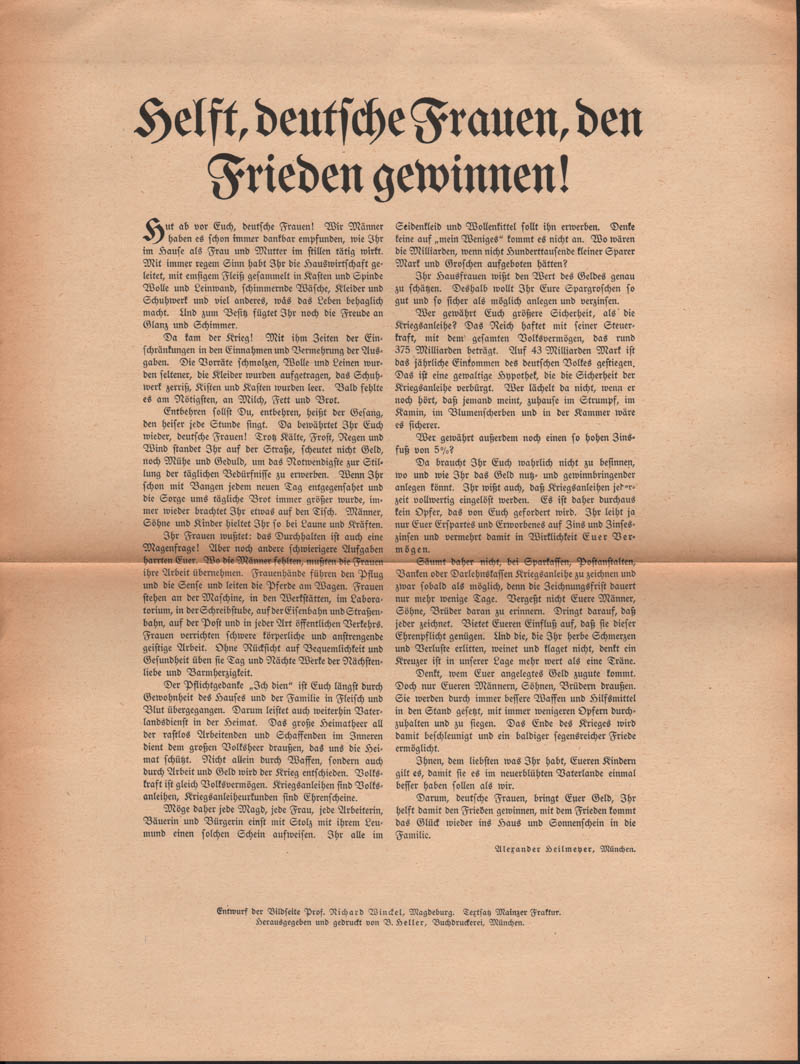 Helft, deutsche Frauen, den
Frieden gewinnen!
Hut ab vor Euch, deutsche Frauen! Wir Männer
haben es schon immer dankbar empfunden, wie Ihr
im Hause als Frau und Mutter im stillen tätig wirkt.
Mit immer regem Sinn habt Ihr die Hauswirtschaft ge-
leitet, mit emsigem Fleiß gesammelt in Kasten und Spinde
Wolle und Leinwand, schimmernde Wäsche, Kleider und
Schuhwerk und viel anderes, was das Leben behaglich
macht. Und zum Besitz fügtet Ihr noch die Freude an
Glanz und Schimmer.
Da kam der Krieg! Mit ihm Zeiten der Ein-
schränkungen in den Einnahmen und Vermehrung der Aus-
gaben. Die Vorräte schmolzen, Wolle und Leinen wur-
den seltener, die Kleider wurden aufgetragen, das Schuh-
werk zerriß, Kisten und Kasten wurden leer. Bald fehlte
es am Nötigsten, an Milch, Fett und Brot.
Entbehren sollst Du, entbehren, heißt der Gesang,
den heiser jede Stunde singt. Da bewährtet Ihr Euch
wieder, deutsche Frauen! Trotz Kälte, Frost, Regen und
Wind standet Ihr auf der Straße, scheutet nicht Geld,
noch Mühe und Geduld, um das Notwendigste zur Stil-
lung der täglichen Bedürfnisse zu erwerben. Wenn Ihr
schon mit Bangen jedem neuen Tag entgegensahet und
die Sorge ums tägliche Brot immer größer wurde, im-
mer wieder brachtet Ihr etwas auf den Tisch. Männer,
Söhne und Kinder hieltet Ihr so bei Laune und Kräften.
Ihr Frauen wußtet: das Durchhalten ist auch eine
Magenfrage! Aber noch andere schwierigere Aufgaben
harrten Euer. Wo die Männer fehlten, mußten die Frauen
ihre Arbeit übernehmen. Frauenhände führen den Pflug
und die Sense und leiten die Pferde am Wagen. Frauen
stehen an der Maschine, in den Werkstätten, im Labora-
torium, in der Schreibstube, auf der Eisenbahn und Straßen-
bahn, auf der Post und in jeder Art öffentlichen Verkehrs.
Frauen verrichten schwere körperliche und anstrengende
geistige Arbeit. Ohne Rücksicht auf Bequemlichkeit und
Gesundheit üben sie Tag und Nächte Werke der Nächsten-
liebe und Barmherzigkeit.
Der Pflichtgedanke „Ich dien“ ist Euch längst durch
Gewohnheit des Hauses und der Familie in Fleisch und
Blut übergegangen. Darum leistet auch weiterhin Vater-
landsdienst in der Heimat. Das große Heimatheer all
der rastlos Arbeitenden und Schaffenden im Inneren
dient dem großen Volksheer draußen, das uns die Hei-
mat schützt. Nicht allein durch Waffen, sondern auch
durch Arbeit und Geld wird der Krieg entschieden. Volks-
kraft ist gleich Volksvermögen. Kriegsanleihen sind Volks-
anleihen, Kriegsanleiheurkunden sind Ehrenscheine.
Möge daher jede Magd, jede Frau, jede Arbeiterin,
Bäuerin und Bürgerin einst mit Stolz mit ihrem Leu-
mund einen solchen Schein aufweisen. Ihr alle im
Seidenkleid und Wollenkittel sollt ihn erwerben. Denke
keine auf „mein Weniges“ kommt es nicht an. Wo wären
die Milliarden, wenn nicht Hunderttausende kleiner Sparer
Mark und Groschen aufgeboten hätten?
Ihr Hausfrauen wißt den Wert des Geldes genau
zu schätzen. Deshalb wollt Ihr Eure Spargroschen so
gut und so sicher als möglich anlegen und verzinsen.
Wer gewährt Euch größere Sicherheit, als die
Kriegsanleihe? Das Reich haftet mit seiner Steuer-
kraft, mit dem gesamten Volksvermögen, das rund
375 Milliarden beträgt. Auf 43 Milliarden Mark ist
das jährliche Einkommen des deutschen Volkes gestiegen.
Das ist eine gewaltige Hypothek, die die Sicherheit der
Kriegsanleihe verbürgt. Wer lächelt da nicht, wenn er
noch hört, daß jemand meint, zuhause im Strumpf, im
Kamin, im Blumenscherben und in der Kammer wäre
es sicherer.
Wer gewährt außerdem noch einen so hohen Zins-
fuß von 5%?
Da braucht Ihr Euch wahrlich nicht zu besinnen,
wo und wie Ihr das Geld nutz- und gewinnbringender
anlegen könnt. Ihr wißt auch, daß Kriegsanleihen jeder-
zeit vollwertig eingelöst werden. Es ist daher durchaus
kein Opfer, das von Euch gefordert wird. Ihr leiht ja
nur Euer Erspartes und Erworbenes auf Zins und Zinses-
zinsen und vermehrt damit in Wirklichkeit Euer Ver-
mögen.
Säumt daher nicht, bei Sparkassen, Postanstalten,
Banken oder Darlehnskassen Kriegsanleihe zu zeichnen und
zwar sobald als möglich, denn die Zeichnungsfrist dauert
nur mehr wenige Tage. Vergeßt nicht Euere Männer,
Söhne, Brüder daran zu erinnern. Dringt darauf, daß
jeder zeichnet. Bietet Eueren Einfluß auf, daß sie dieser
Ehrenpflicht genügen. Und die, die Ihr herbe Schmerzen
und Verluste erlitten, weinet und klaget nicht, denkt ein
Kreuzer ist in unserer Lage mehr wert als eine Träne.
Denkt, wem Euer angelegtes Geld zugute kommt.
Doch nur Eueren Männern, Söhnen, Brüdern draußen.
Sie werden durch immer bessere Waffen und Hilfsmittel
in den Stand gesetzt, mit immer wenigeren Opfern durch-
zuhalten und zu siegen. Das Ende des Krieges wird
damit beschleunigt und ein baldiger segensreicher Friede
ermöglicht.
Ihnen, dem liebsten was Ihr habt, Eueren Kindern
gilt es, damit sie es im neuerblühten Vaterlande einmal
besser haben sollen als wir.
Darum, deutsche Frauen, bringt Euer Geld, Ihr
helft damit den Frieden gewinnen, mit dem Frieden kommt
das Glück wieder ins Haus und Sonnenschein in die
Familie.
Alexander Heilmeyer, München.
Entwurf der Bildseite Prof. Richard Winckel, Magdeburg. Textsatz Mainzer Fraktur.
Herausgegeben und gedruckt von B. Heller, Buchdruckerei, München.